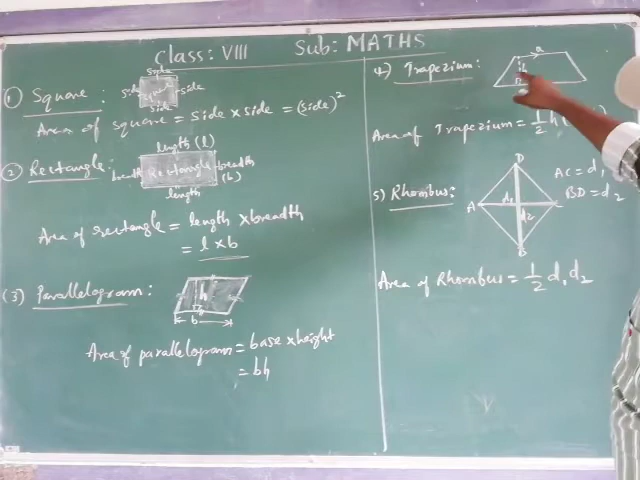 Class: VIII Sub: MATHS
1) Square:
side
side
side
side
Area of square = side × side = (side)²
2) Rectangle:
length (l)
breadth (b)
Rectangle
length
Area of rectangle = length × breadth
= l × b
(3) Parallelogram:
h
b
Area of parallelogram = base × height
= bh
4) Trapezium:
a
h
Area of Trapezium = 1/2 h (
5) Rhombus:
D
A
d1
d2
B
AC = d1
BD = d2
Area of Rhombus = 1/2 d1 d2